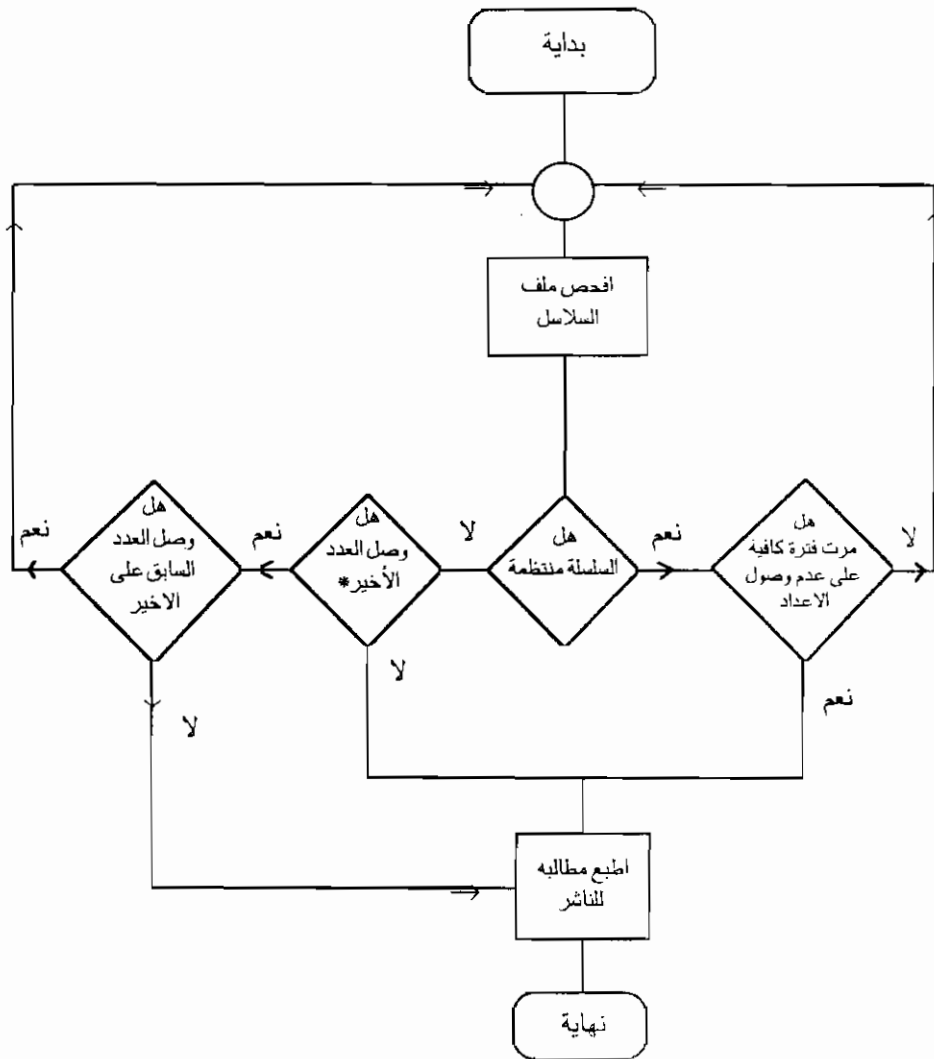 بداية
افحص ملف
السلاسل
هل
مرت فترة كافية
على عدم وصول
الاعداد
لا
نعم
هل
السلسلة منتظمة
نعم
لا
هل
وصل العدد
الأخير*
نعم
لا
هل
وصل العدد
السابق على
الاخير
نعم
لا
اطبع مطالبه
للناشر
نهاية